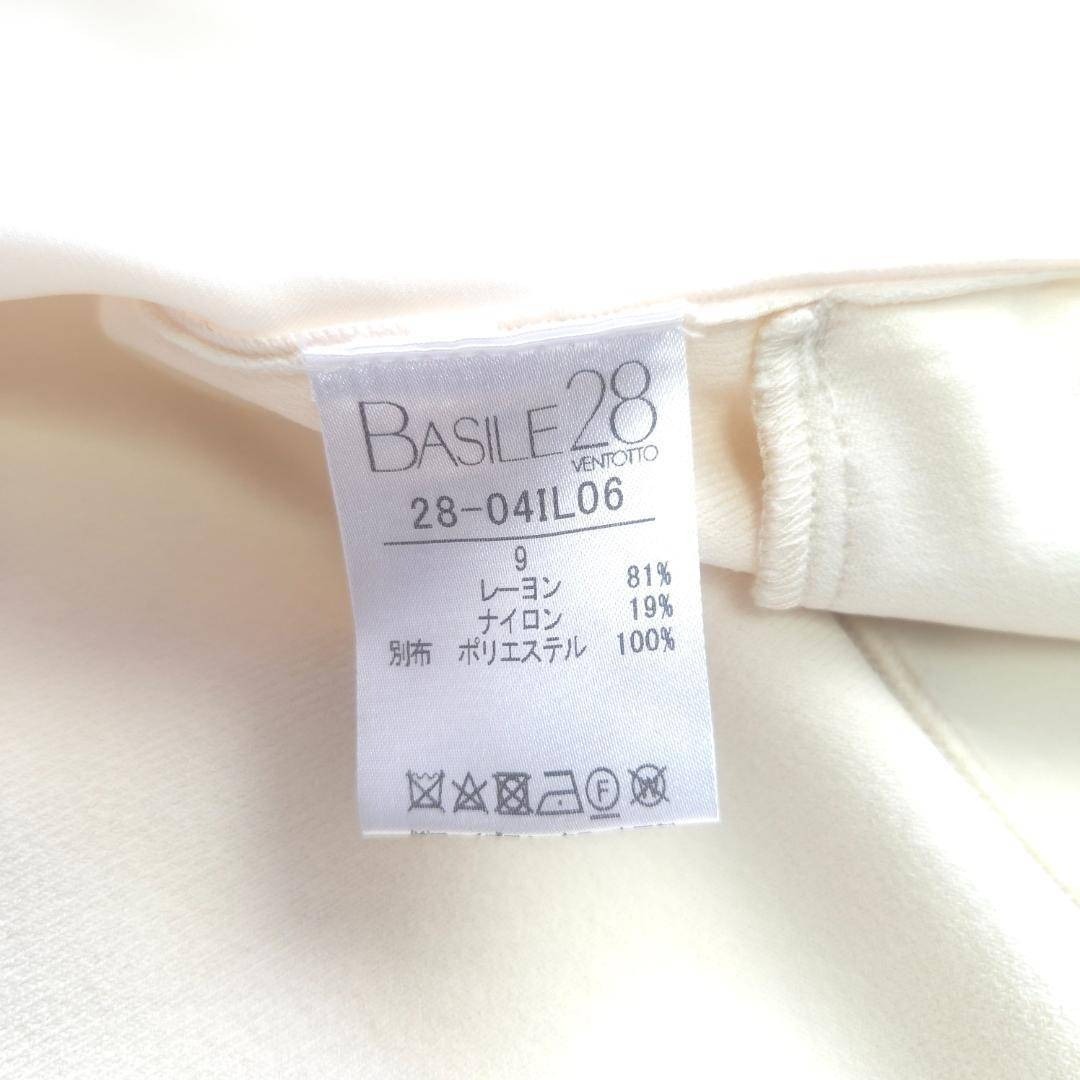 BASILE28
VENTOTTO
28-04IL06
9
レーヨン 81%
ナイロン 19%
別布 ポリエステル 100%
F W